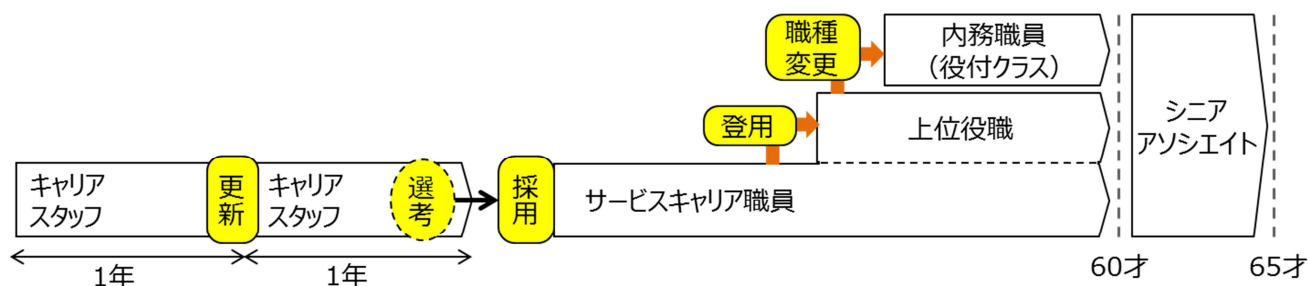 職種
変更
内務職員
（役付クラス）
登用
上位役職
シニア
アソシエイト
キャリア
スタッフ
更新
キャリア
スタッフ
選考
採用
サービスキャリア職員
1年
1年
60才
65才